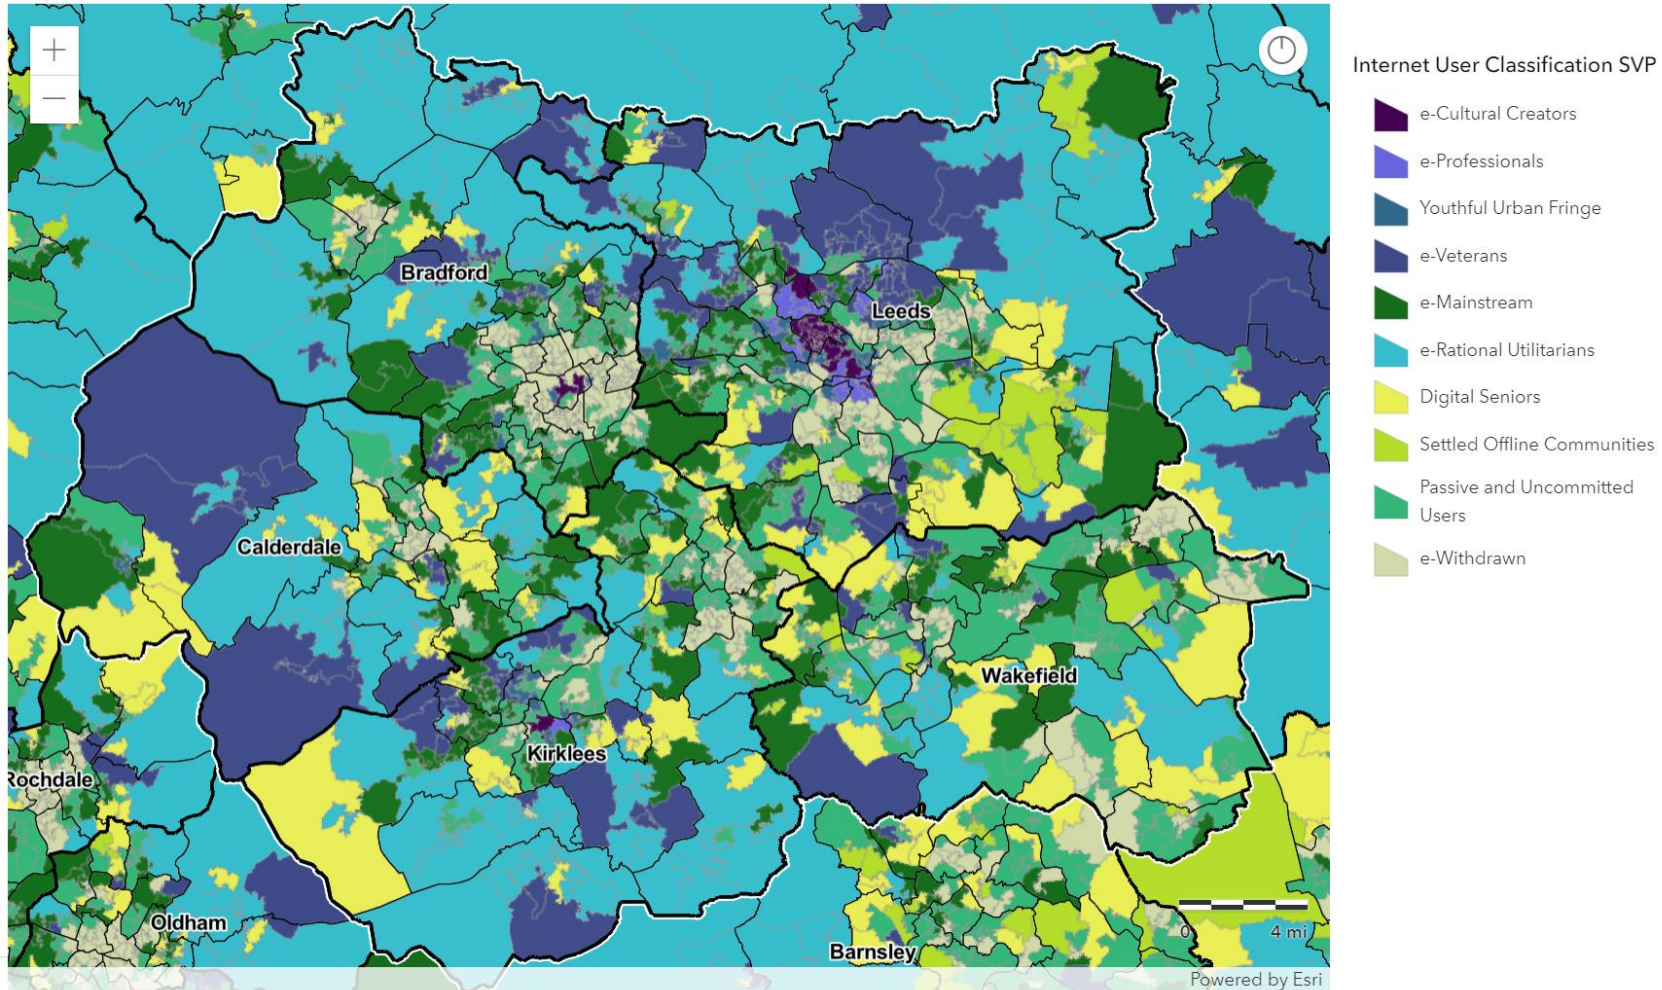 +
−
Bradford
Leeds
Calderdale
Wakefield
Kirklees
Rochdale
Oldham
Barnsley
0 4 mi
Powered by Esri
Internet User Classification SVP
e-Cultural Creators
e-Professionals
Youthful Urban Fringe
e-Veterans
e-Mainstream
e-Rational Utilitarians
Digital Seniors
Settled Offline Communities
Passive and Uncommitted
Users
e-Withdrawn